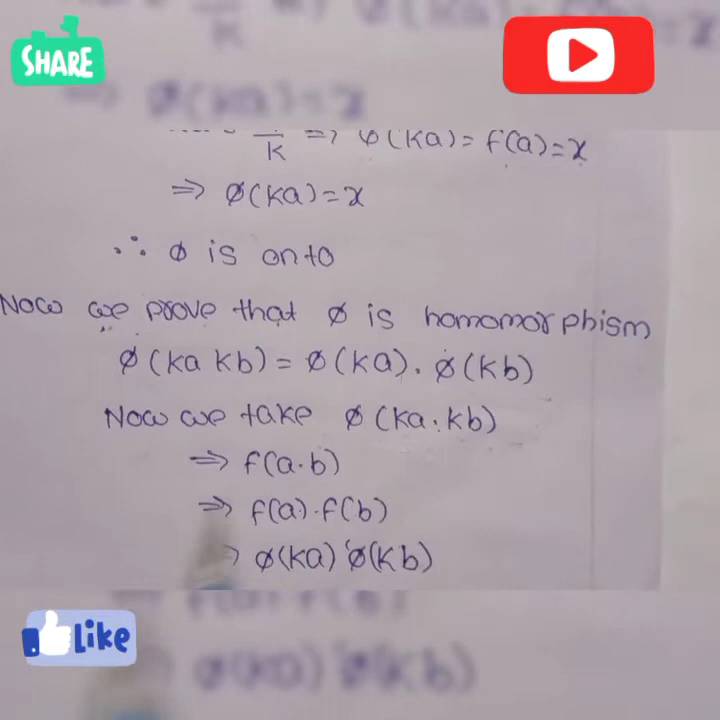 SHARE
K ⇒ φ(Ka) = f(a) = x
⇒ φ(Ka) = x
∴ φ is onto
Now we prove that φ is homomorphism
φ(Ka Kb) = φ(Ka) . φ(Kb)
Now we take φ(Ka.Kb)
⇒ f(a.b)
⇒ f(a).f(b)
⇒ φ(Ka) φ(Kb)
Like